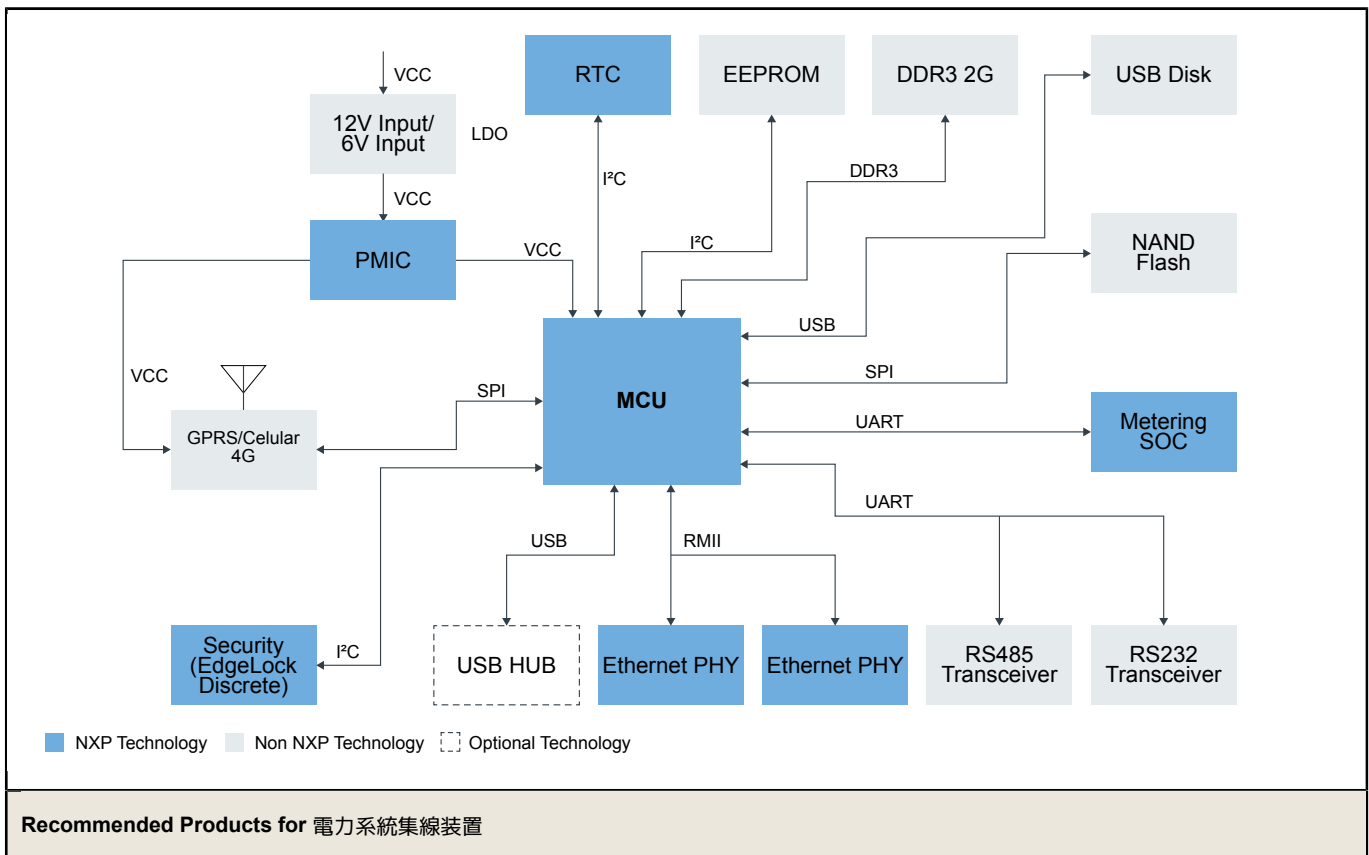 VCC
RTC
EEPROM
DDR3 2G
USB Disk
12V Input/
6V Input
LDO
I²C
DDR3
VCC
PMIC
VCC
I²C
NAND
Flash
USB
VCC
SPI
SPI
MCU
GPRS/Celular
4G
UART
Metering
SOC
UART
USB
RMII
Security
(EdgeLock
Discrete)
I²C
USB HUB
Ethernet PHY
Ethernet PHY
RS485
Transceiver
RS232
Transceiver
NXP Technology
Non NXP Technology
Optional Technology
Recommended Products for 電力系統集線装置